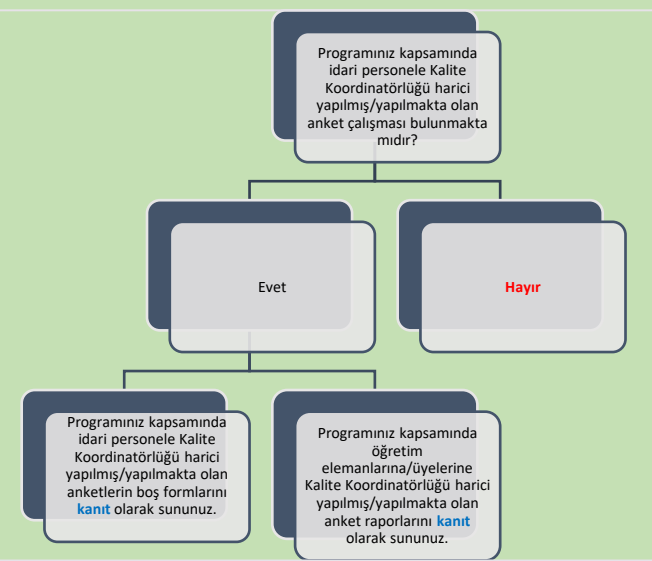 Programınız kapsamında
idari personele Kalite
Koordinatörlüğü harici
yapılmış/yapılmakta olan
anket çalışması bulunmakta
mıdır?
Evet
Hayır
Programınız kapsamında
idari personele Kalite
Koordinatörlüğü harici
yapılmış/yapılmakta olan
anketlerin boş formlarını
kanıt olarak sununuz.
Programınız kapsamında
öğretim
elemanlarına/üyelerine
Kalite Koordinatörlüğü harici
yapılmış/yapılmakta olan
anket raporlarını kanıt
olarak sununuz.